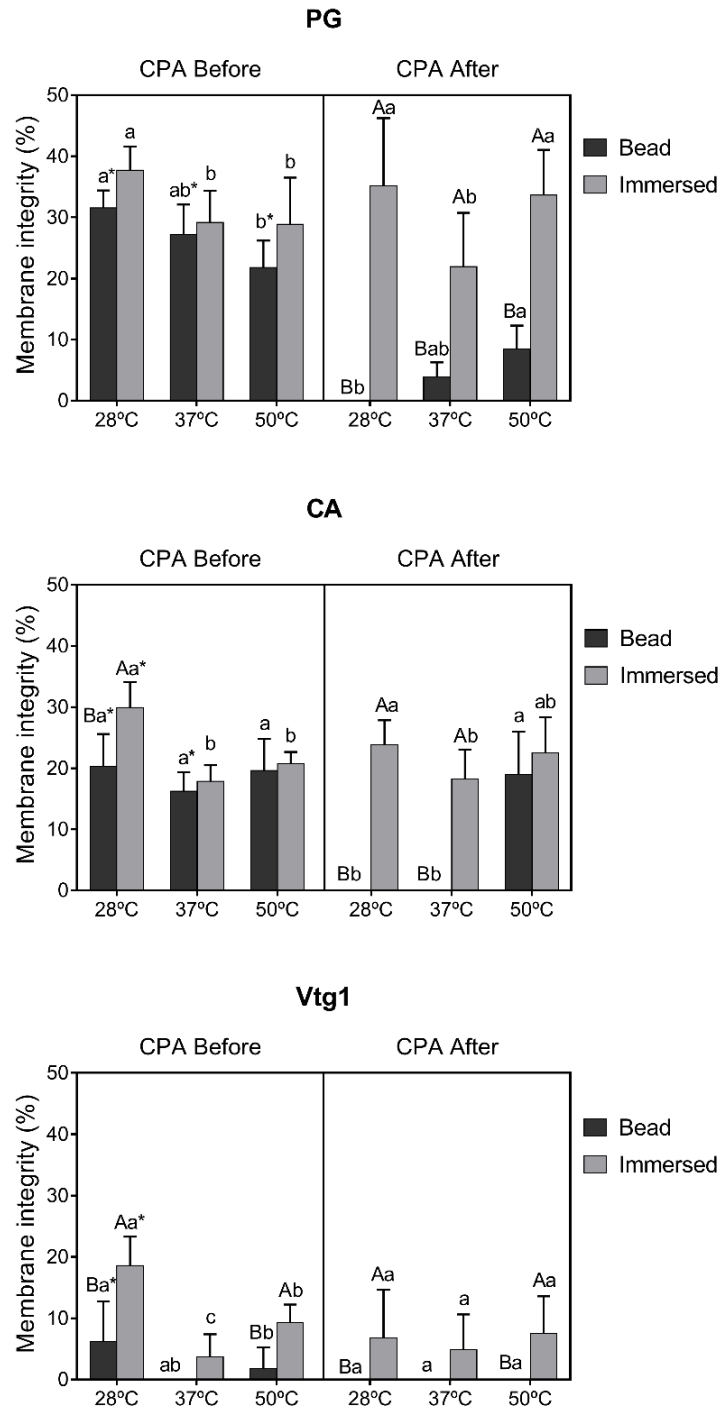 PG
CPA Before CPA After
Membrane integrity (%)
50
40
30
20
10
0
a* a ab* b b* b Bb Aa Bab Ab Ba Aa
28ºC 37ºC 50ºC 28ºC 37ºC 50ºC
Bead
Immersed
CA
CPA Before CPA After
Membrane integrity (%)
50
40
30
20
10
0
Ba* Aa* a* b a b Bb Aa Bb Ab a ab
28ºC 37ºC 50ºC 28ºC 37ºC 50ºC
Bead
Immersed
Vtg1
CPA Before CPA After
Membrane integrity (%)
50
40
30
20
10
0
Ba* Aa* ab c Bb Ab Ba Aa a a Ba Aa
28ºC 37ºC 50ºC 28ºC 37ºC 50ºC
Bead
Immersed